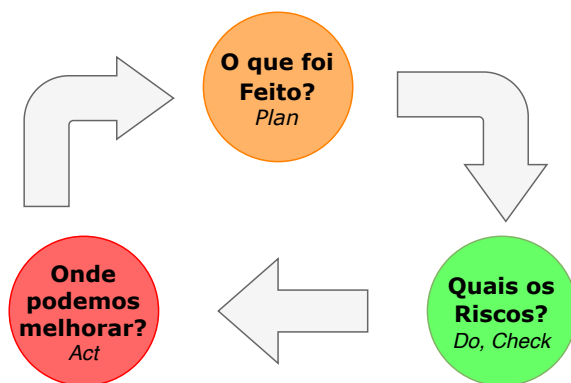 O que foi
Feito?
Plan
Quais os
Riscos?
Do, Check
Onde
podemos
melhorar?
Act